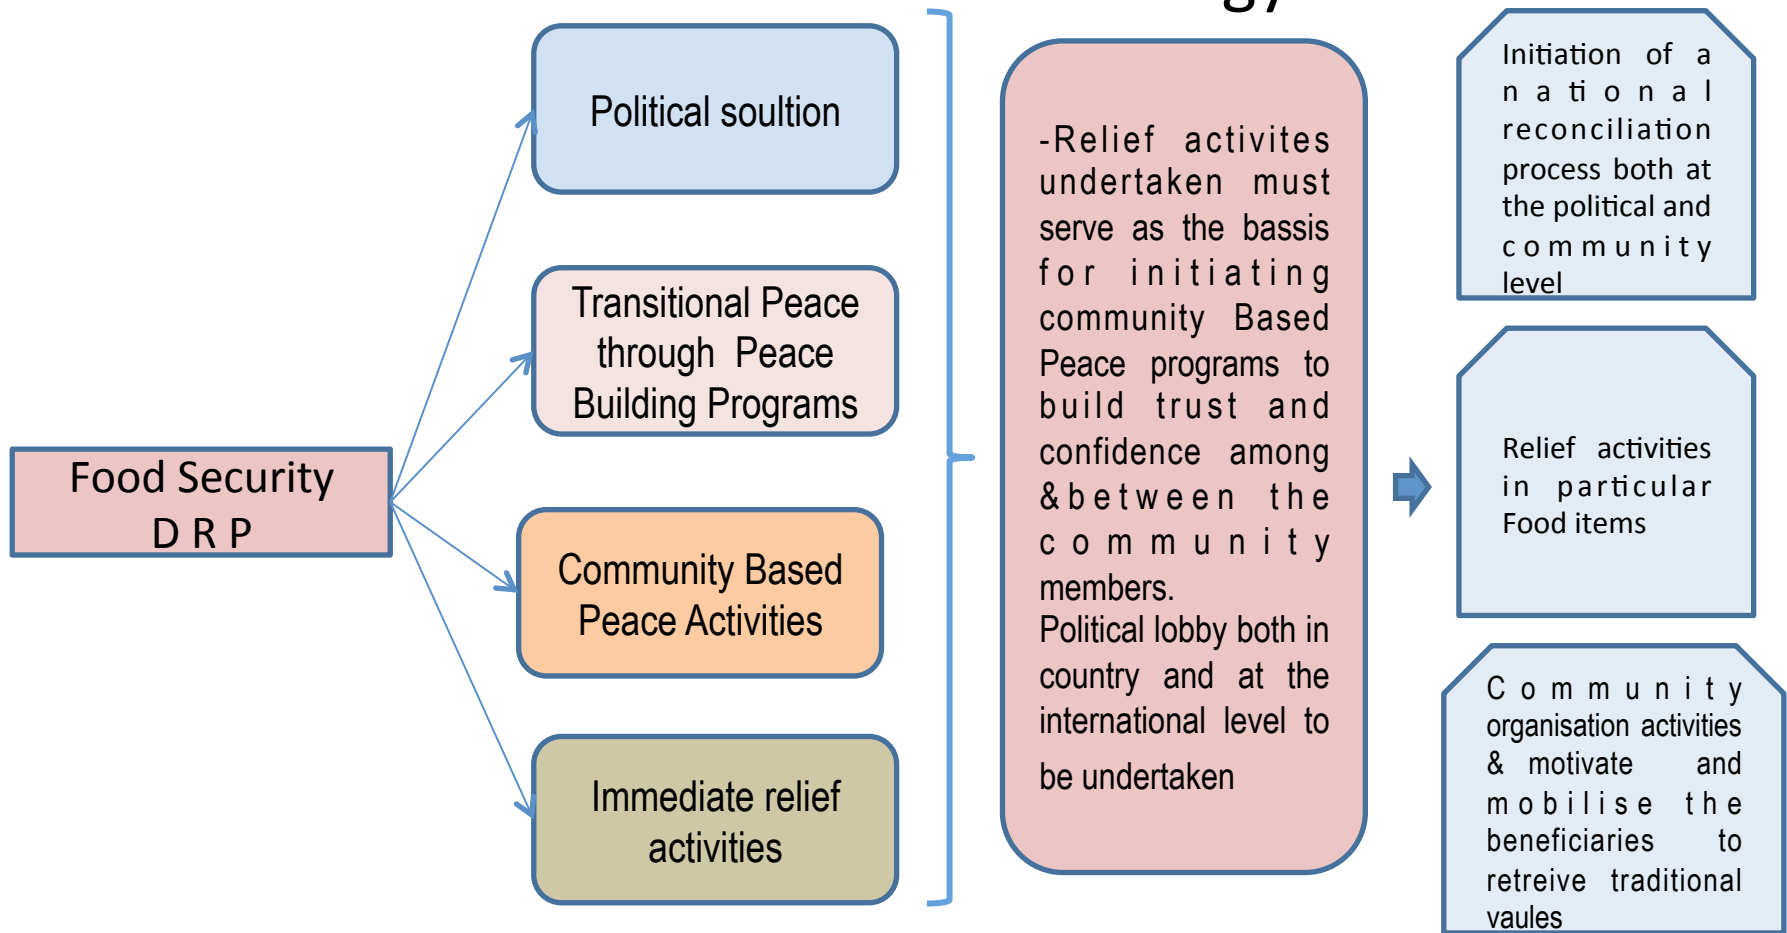 gy
Food Security
D R P
Political soultion
Transitional Peace
through Peace
Building Programs
Community Based
Peace Activities
Immediate relief
activities
-Relief activites
undertaken must
serve as the bassis
for initiating
community Based
Peace programs to
build trust and
confidence among
&between the
community
members.
Political lobby both in
country and at the
international level to
be undertaken
Initiation of a
national
reconciliation
process both at
the political and
community
level
Relief activities
in particular
Food items
Community
organisation activities
& motivate and
mobilise the
beneficiaries to
retreive traditional
vaules